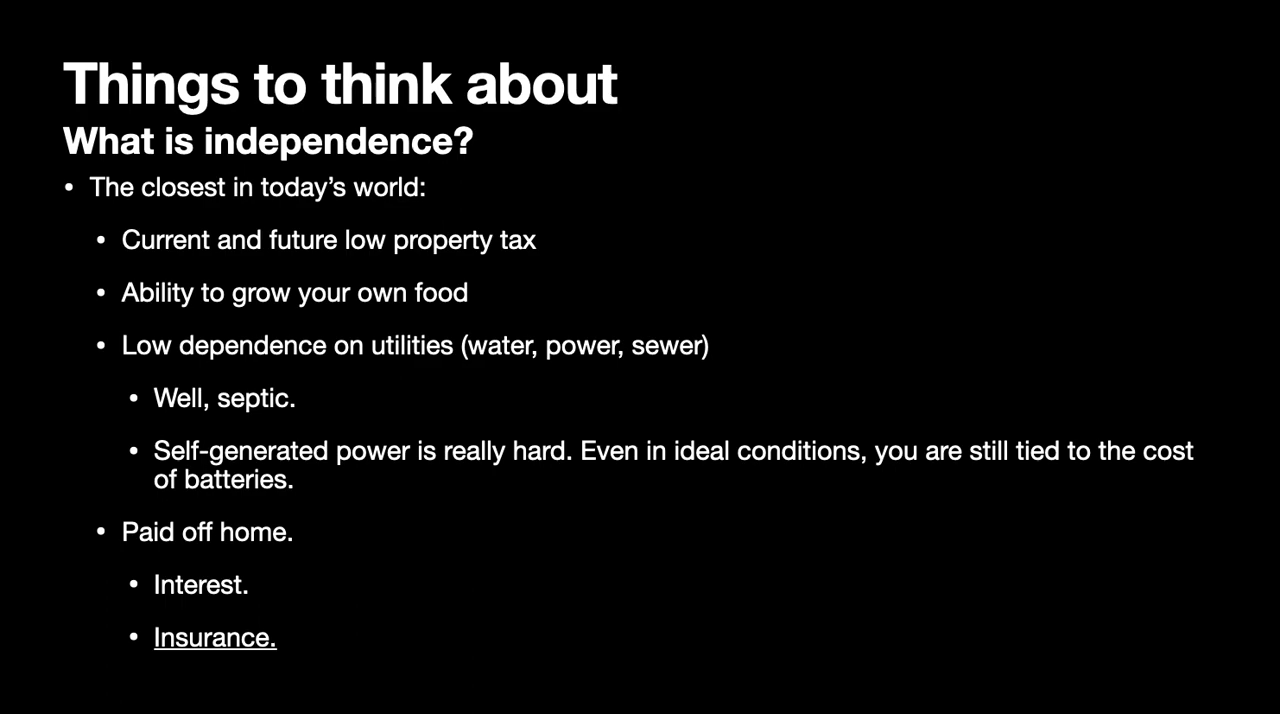 Things to think about
What is independence?
• The closest in today’s world:
• Current and future low property tax
• Ability to grow your own food
• Low dependence on utilities (water, power, sewer)
• Well, septic.
• Self-generated power is really hard. Even in ideal conditions, you are still tied to the cost
of batteries.
• Paid off home.
• Interest.
• Insurance.